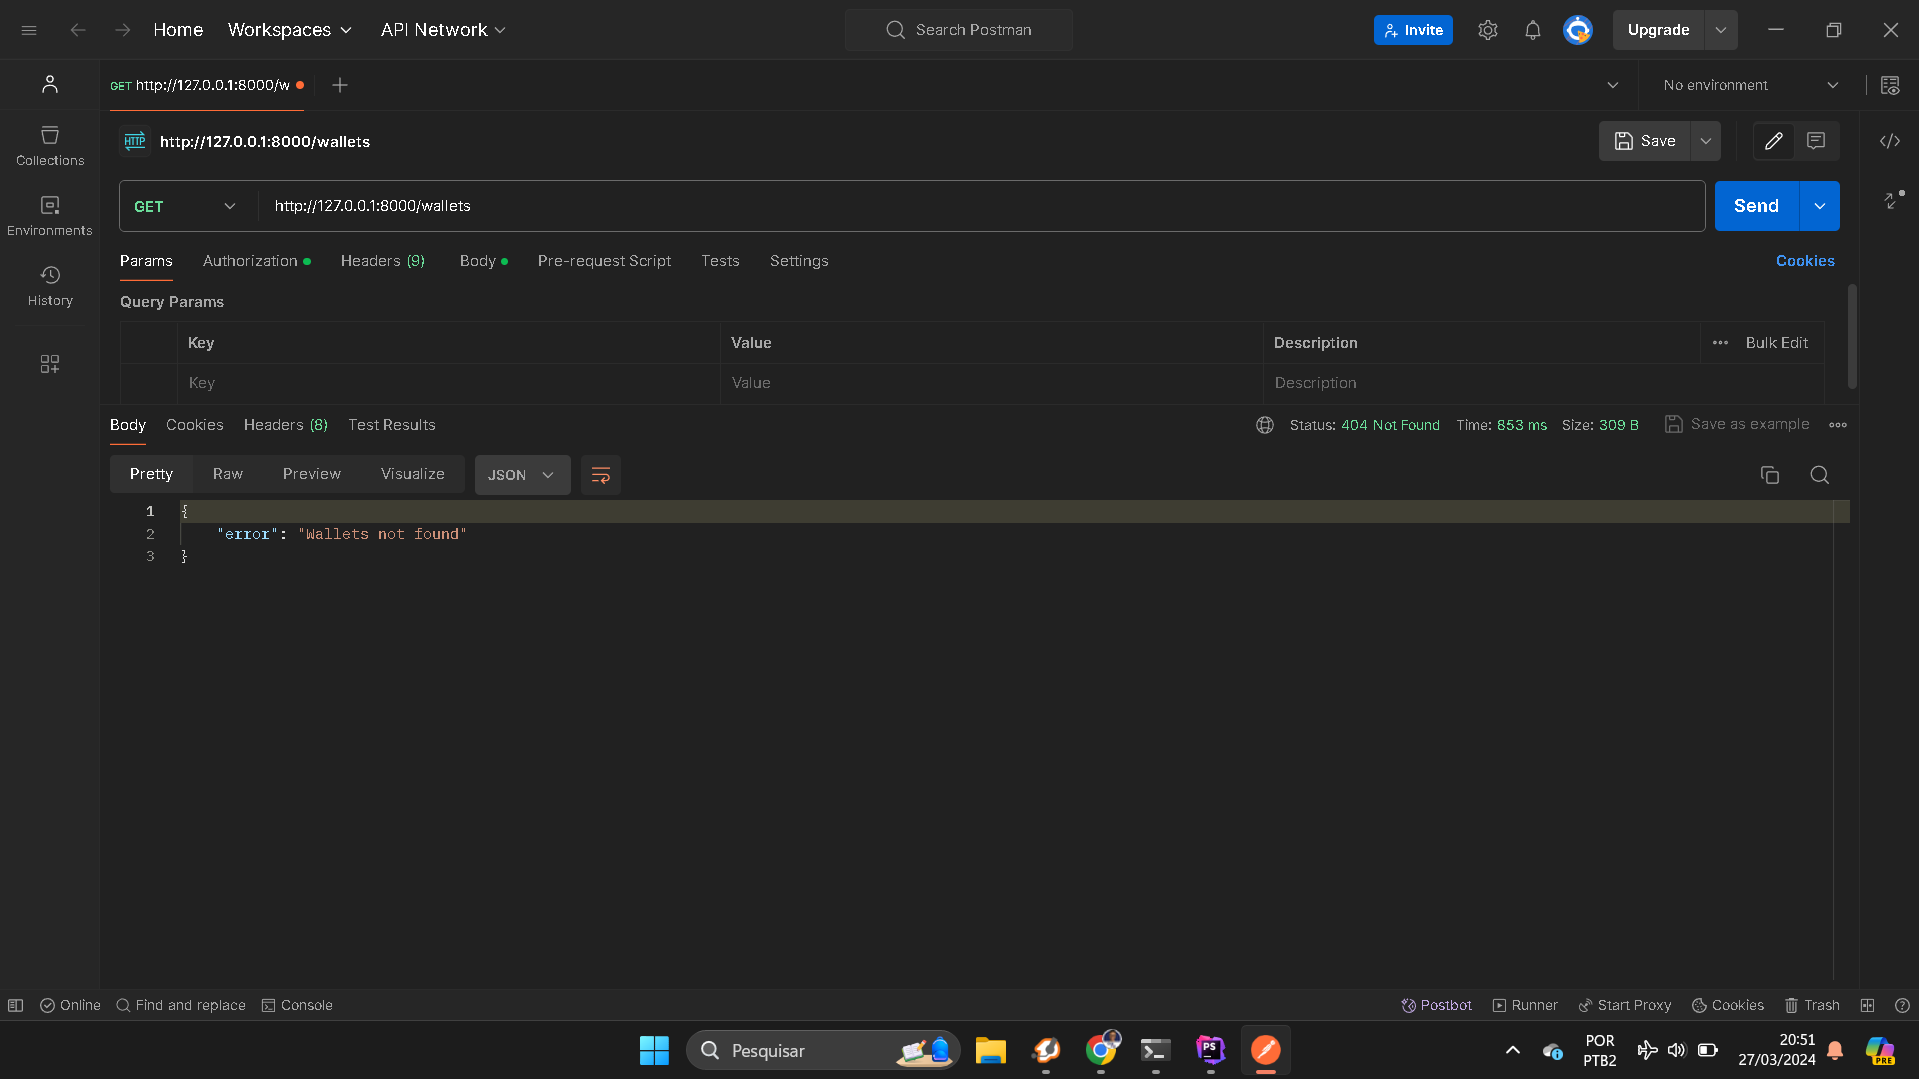 Home Workspaces API Network Search Postman Invite Upgrade
GET http://127.0.0.1:8000/w No environment
HTTP http://127.0.0.1:8000/wallets Save
Collections
GET http://127.0.0.1:8000/wallets Send
Environments
Params Authorization Headers (9) Body Pre-request Script Tests Settings Cookies
History
Query Params
Key Value Description Bulk Edit
Key Value Description
Body Cookies Headers (8) Test Results Status: 404 Not Found Time: 853 ms Size: 309 B Save as example
Pretty Raw Preview Visualize JSON
1 {
2 "error": "Wallets not found"
3 }
Online Find and replace Console Postbot Runner Start Proxy Cookies Trash
Pesquisar PS POR 20:51
PTB2 27/03/2024 PRE